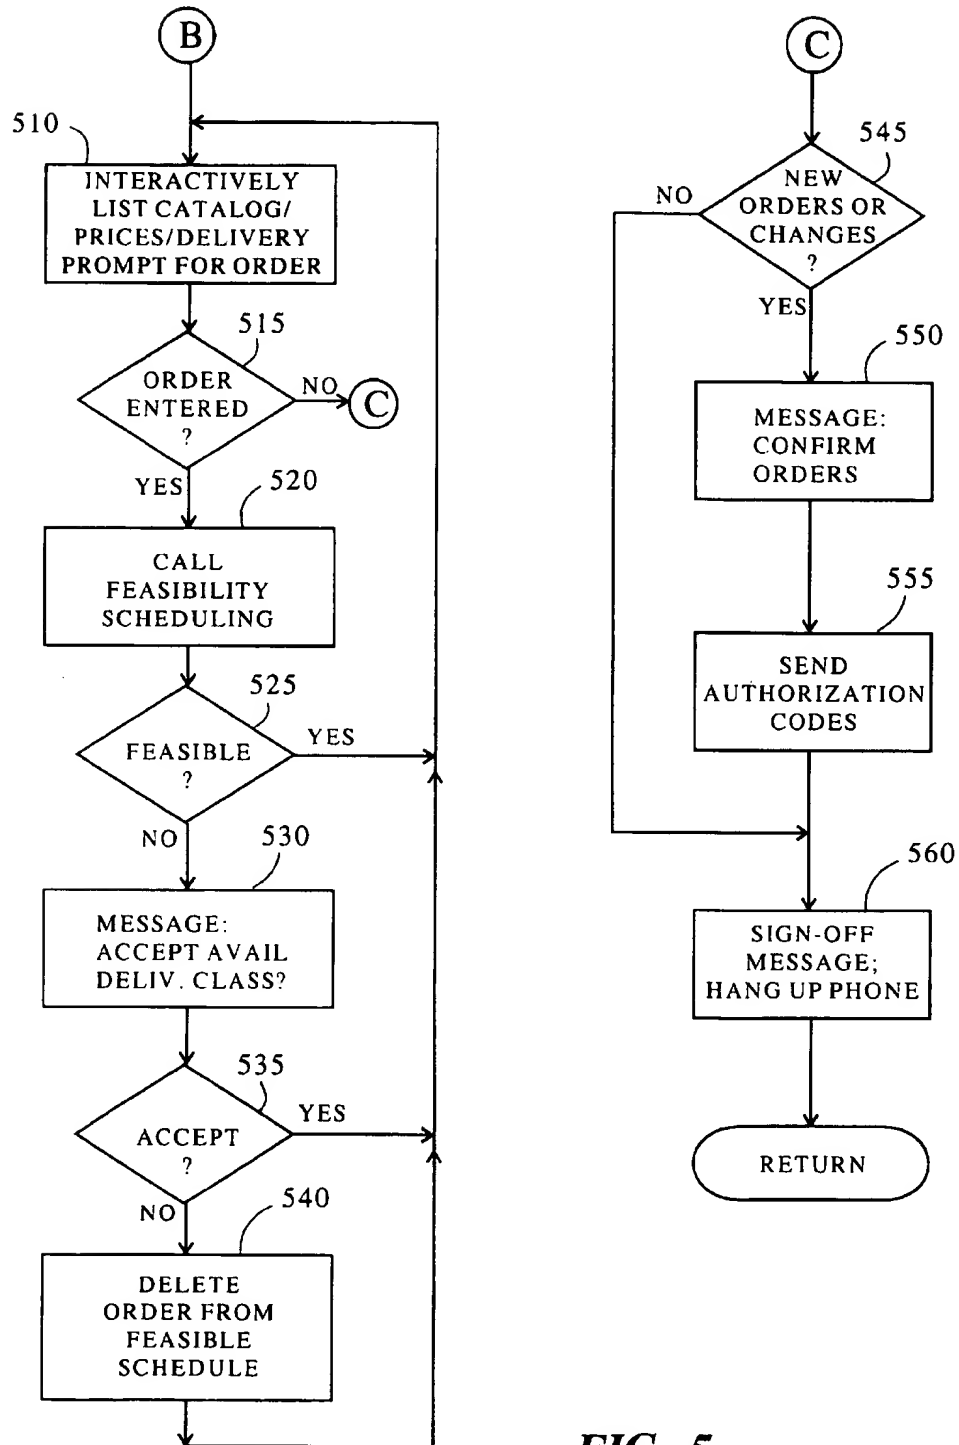 B
510
INTERACTIVELY
LIST CATALOG/
PRICES/DELIVERY
PROMPT FOR ORDER
515
ORDER
ENTERED
?
NO
C
YES
520
CALL
FEASIBILITY
SCHEDULING
525
FEASIBLE
?
YES
NO
530
MESSAGE:
ACCEPT AVAIL
DELIV. CLASS?
535
ACCEPT
?
YES
NO
540
DELETE
ORDER FROM
FEASIBLE
SCHEDULE
C
545
NEW
ORDERS OR
CHANGES
?
NO
YES
550
MESSAGE:
CONFIRM
ORDERS
555
SEND
AUTHORIZATION
CODES
560
SIGN-OFF
MESSAGE;
HANG UP PHONE
RETURN
FIG. 5